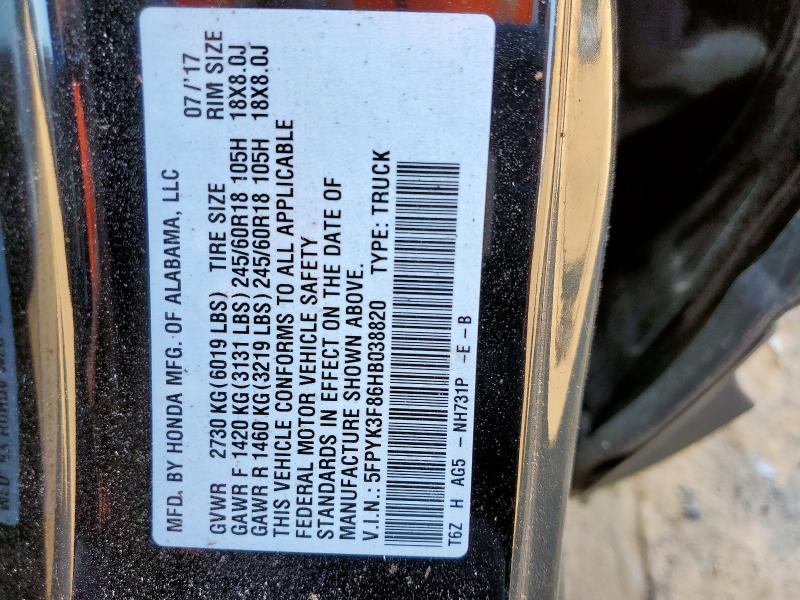 MFD. BY HONDA MFG. OF ALABAMA, LLC 07/'17
GVWR 2730 KG(6019 LBS) TIRE SIZE RIM SIZE
GAWR F 1420 KG(3131 LBS)245/60R18 105H 18X8.0J
GAWR R 1460 KG(3219 LBS)245/60R18 105H 18X8.0J
THIS VEHICLE CONFORMS TO ALL APPLICABLE
FEDERAL MOTOR VEHICLE SAFETY
STANDARDS IN EFFECT ON THE DATE OF
MANUFACTURE SHOWN ABOVE.
V.I.N.: 5FPYK3F86HB038820 TYPE: TRUCK
T6Z H AG5 -NH731P -E-B